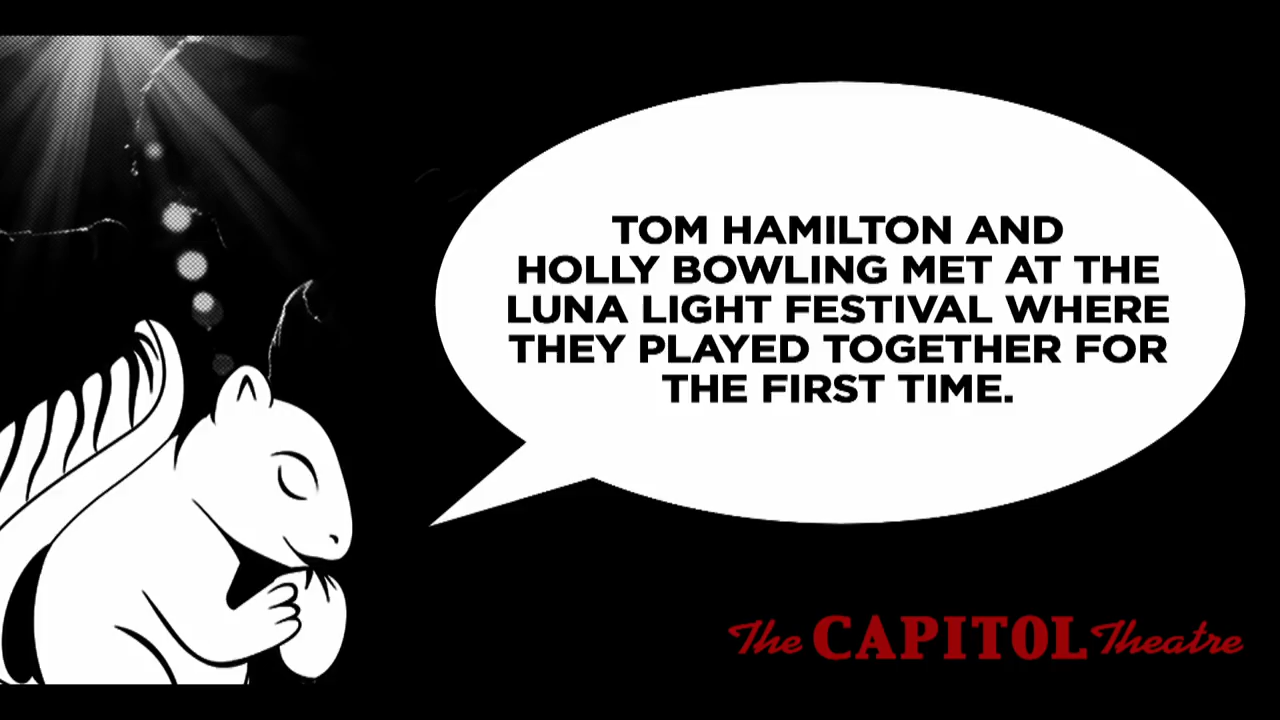 TOM HAMILTON AND
HOLLY BOWLING MET AT THE
LUNA LIGHT FESTIVAL WHERE
THEY PLAYED TOGETHER FOR
THE FIRST TIME.
The CAPITOL Theatre